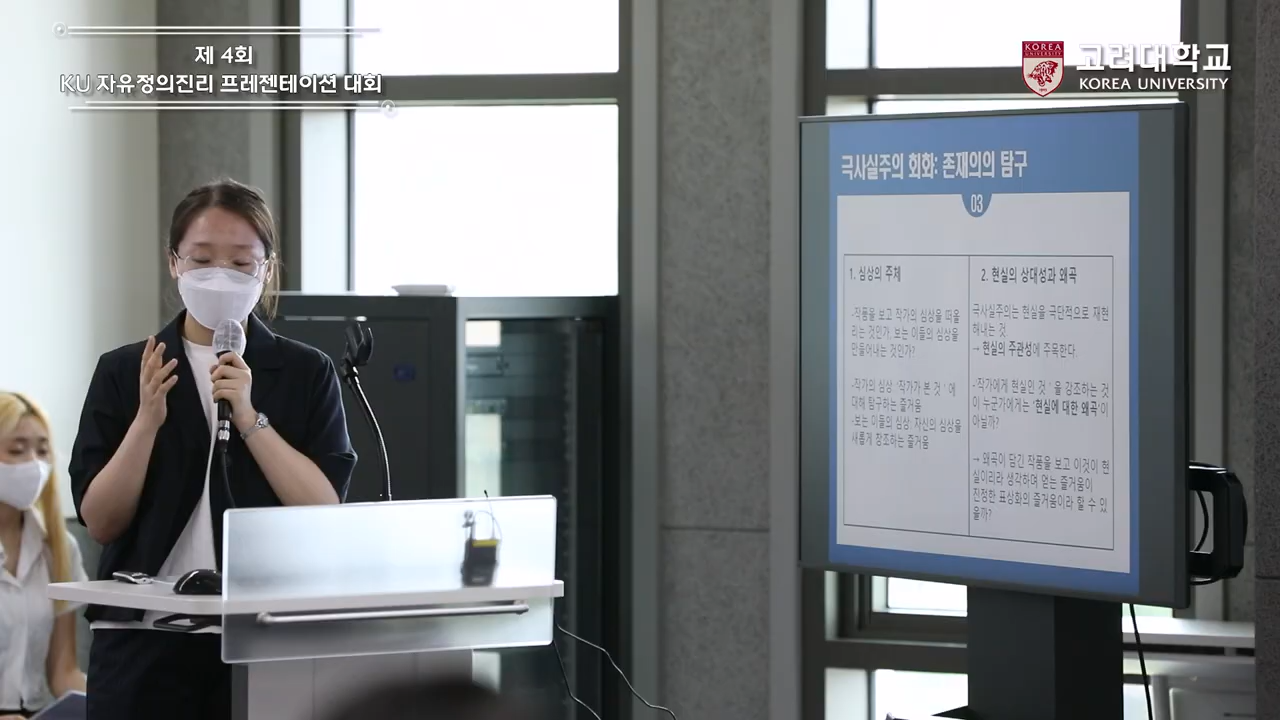 제 4회
KU 자유정의진리 프레젠테이션 대회
KOREA
UNIVERSITY
고려대학교
KOREA UNIVERSITY
극사실주의 회화: 존재의의 탐구
03
1. 심상의 주체
-작품을 보고 작가의 심상을 떠올
리는 것인가, 보는 이들의 심상을
만들어내는 것인가?
-작가의 심상: '작가가 본 것' 에
대해 탐구하는 즐거움
-보는 이들의 심상: 자신의 심상을
새롭게 창조하는 즐거움
2. 현실의 상대성과 왜곡
극사실주의는 현실을 극단적으로 재현
해내는 것
→ 현실의 주관성에 주목한다
-'작가에게 현실인 것' 을 강조하는 것
이 누군가에게는 '현실에 대한 왜곡'이
아닐까?
→ 왜곡이 담긴 작품을 보고 이것이 현
실이리라 생각하며 얻는 즐거움이
진정한 표상화의 즐거움이라 할 수 있
을까?